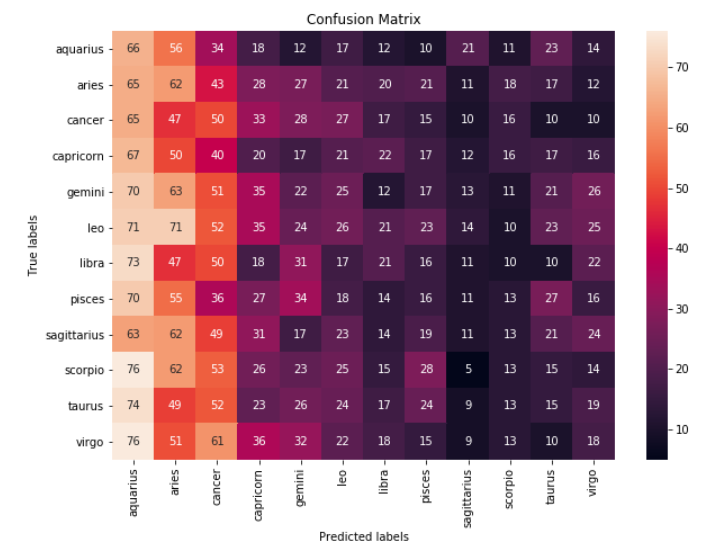 Confusion Matrix
aquarius 66 56 34 18 12 17 12 10 21 11 23 14
aries 65 62 43 28 27 21 20 21 11 18 17 12
cancer 65 47 50 33 28 27 17 15 10 16 10 10
capricorn 67 50 40 20 17 21 22 17 12 16 17 16
gemini 70 63 51 35 22 25 12 17 13 11 21 26
leo 71 71 52 35 24 26 21 23 14 10 23 25
libra 73 47 50 18 31 17 21 16 11 10 10 22
pisces 70 55 36 27 34 18 14 16 11 13 27 16
sagittarius 63 62 49 31 17 23 14 19 11 13 21 24
scorpio 76 62 53 26 23 25 15 28 5 13 15 14
taurus 74 49 52 23 26 24 17 24 9 13 15 19
virgo 76 51 61 36 32 22 18 15 9 13 10 18
aquarius aries cancer capricorn gemini leo libra pisces sagittarius scorpio taurus virgo
Predicted labels
True labels
70
60
50
40
30
20
10